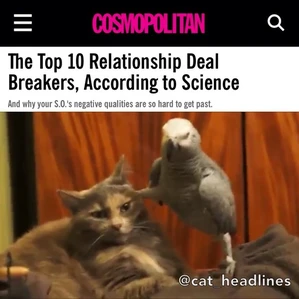 COSMOPOLITAN
The Top 10 Relationship Deal
Breakers, According to Science
And why your S.O.'s negative qualities are so hard to get past.
@cat_headlines